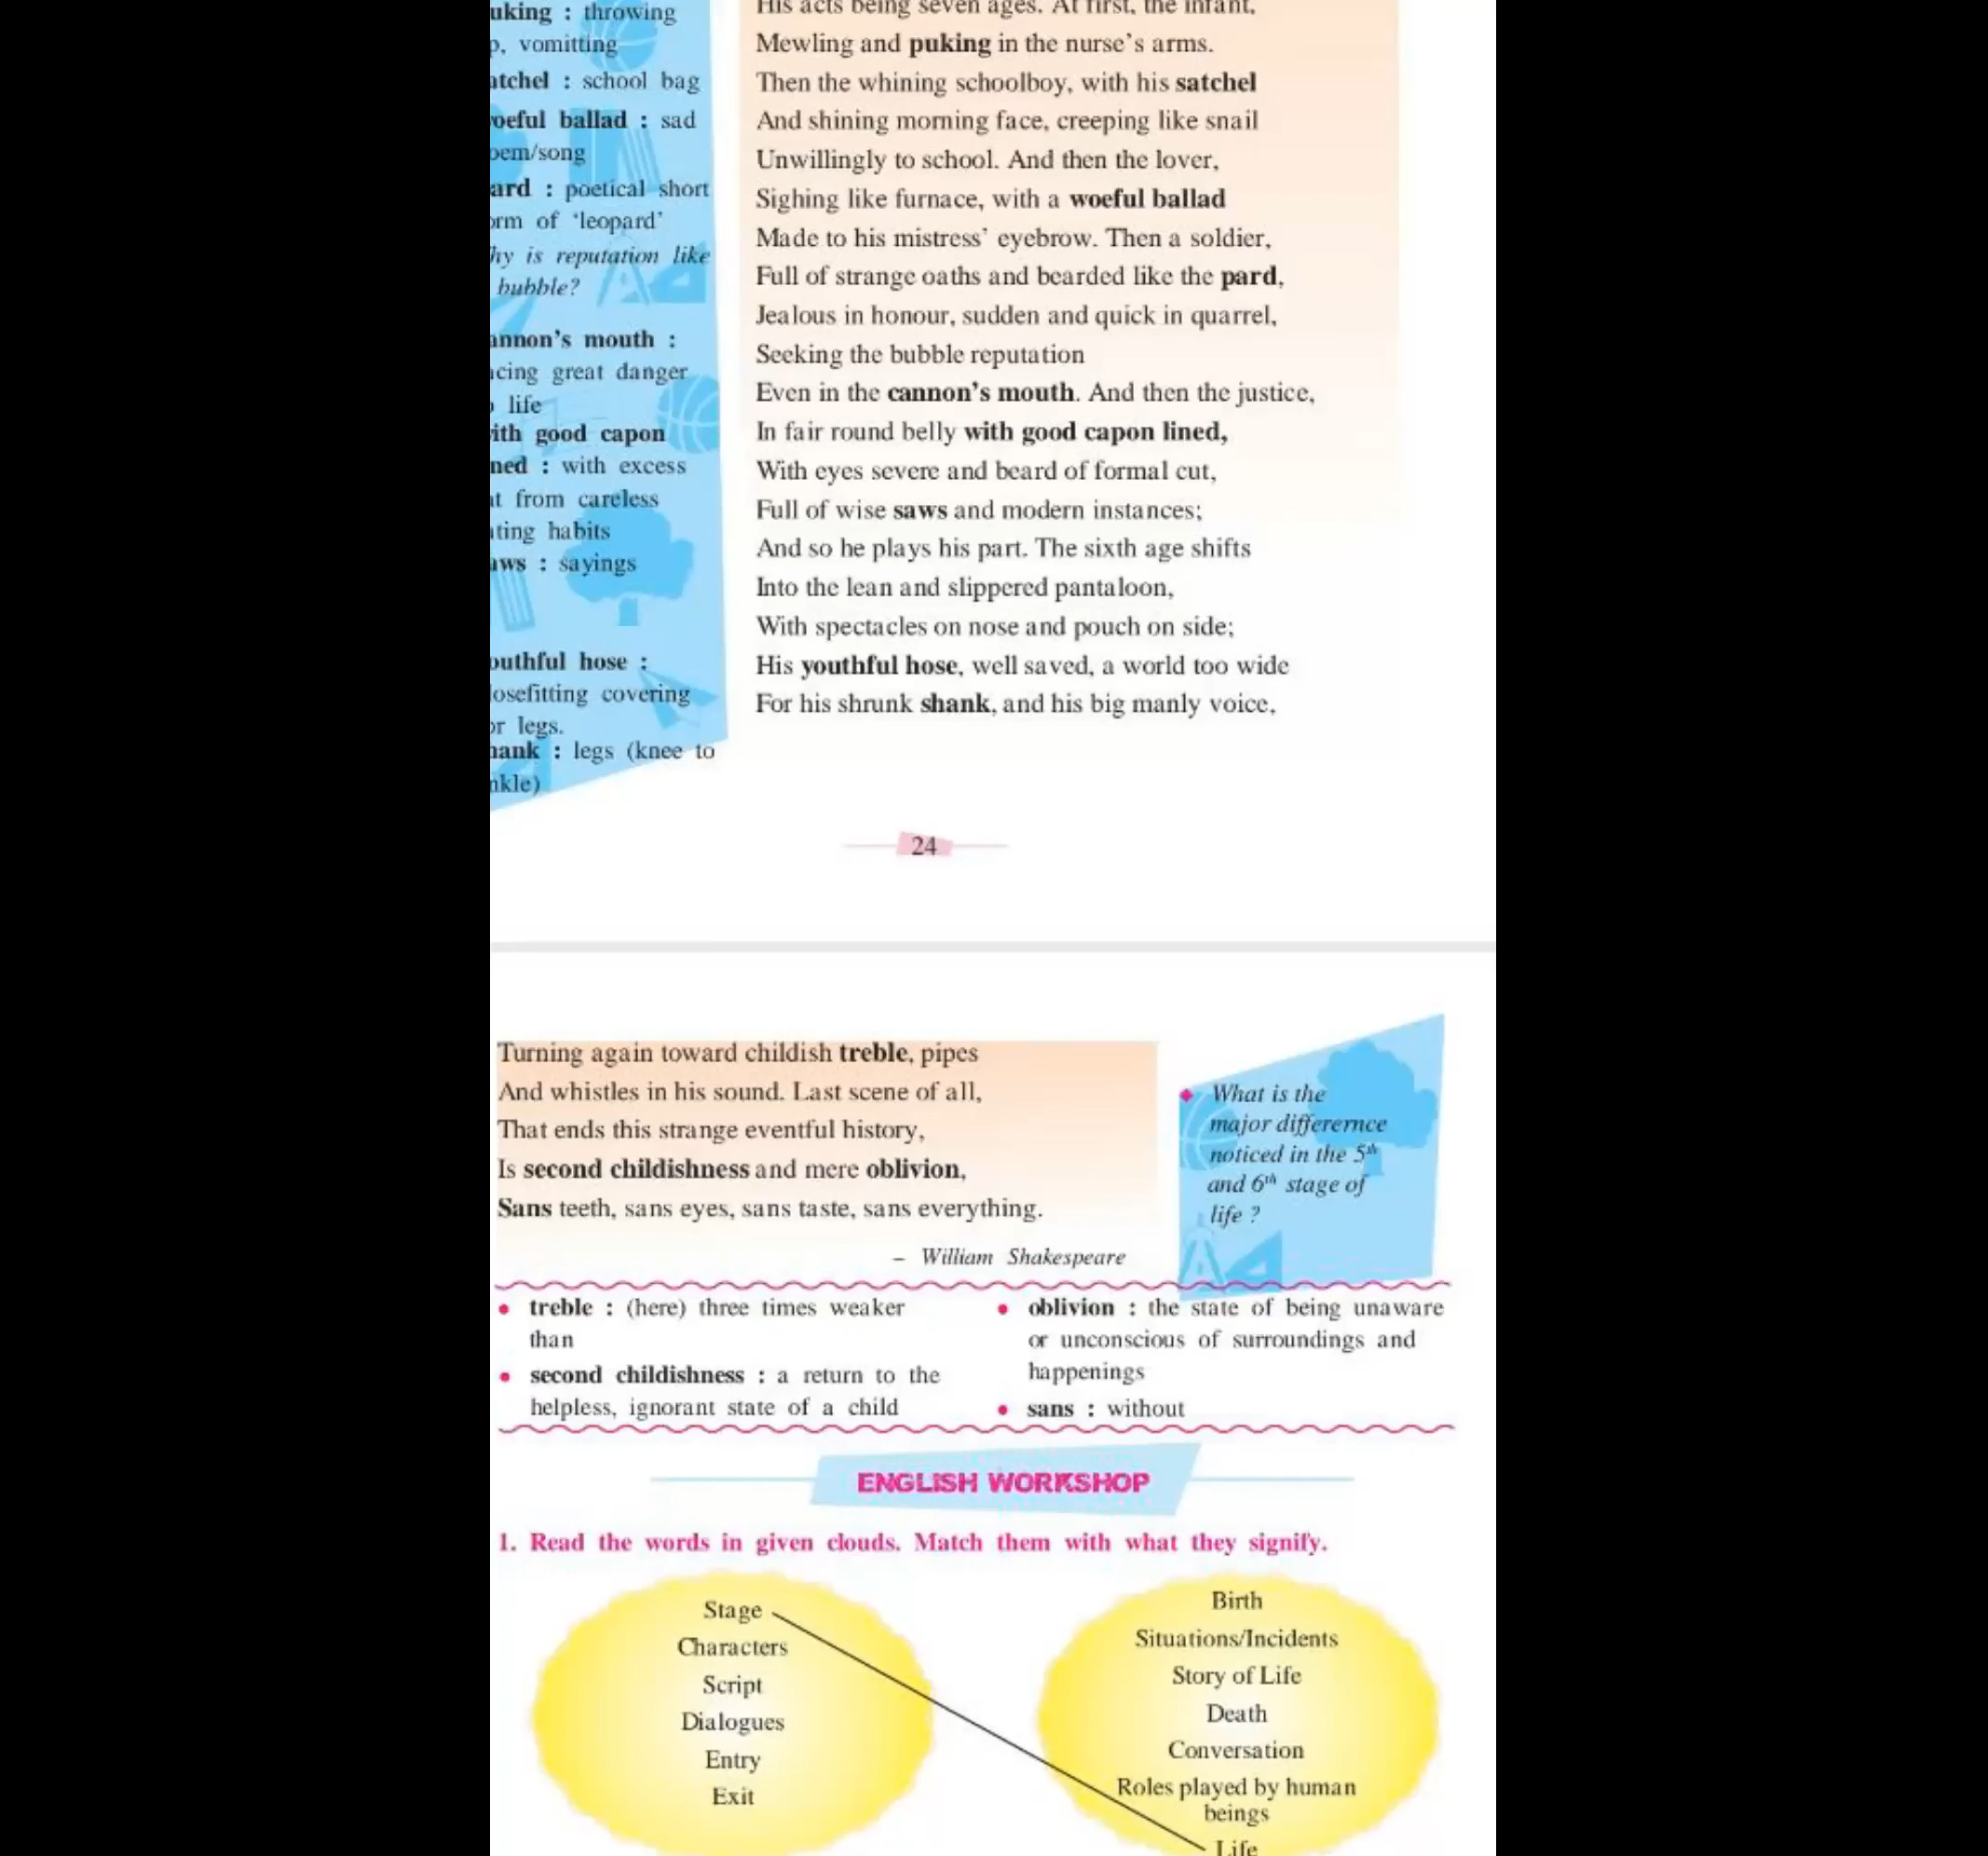 uking : throwing
p, vomitting
atchel : school bag
oeful ballad : sad
oem/song
ard : poetical short
orm of ‘leopard’
hy is reputation like
bubble?
annon’s mouth :
cing great danger
life
ith good capon
ned : with excess
at from careless
ating habits
aws : sayings
outhful hose :
losefitting covering
or legs.
hank : legs (knee to
nkle)
His acts being seven ages. At first, the infant,
Mewling and puking in the nurse’s arms.
Then the whining schoolboy, with his satchel
And shining morning face, creeping like snail
Unwillingly to school. And then the lover,
Sighing like furnace, with a woeful ballad
Made to his mistress’ eyebrow. Then a soldier,
Full of strange oaths and bearded like the pard,
Jealous in honour, sudden and quick in quarrel,
Seeking the bubble reputation
Even in the cannon’s mouth. And then the justice,
In fair round belly with good capon lined,
With eyes severe and beard of formal cut,
Full of wise saws and modern instances;
And so he plays his part. The sixth age shifts
Into the lean and slippered pantaloon,
With spectacles on nose and pouch on side;
His youthful hose, well saved, a world too wide
For his shrunk shank, and his big manly voice,
24
Turning again toward childish treble, pipes
And whistles in his sound. Last scene of all,
That ends this strange eventful history,
Is second childishness and mere oblivion,
Sans teeth, sans eyes, sans taste, sans everything.
– William Shakespeare
What is the
major differernce
noticed in the 5th
and 6th stage of
life ?
• treble : (here) three times weaker
than
• second childishness : a return to the
helpless, ignorant state of a child
• oblivion : the state of being unaware
or unconscious of surroundings and
happenings
• sans : without
ENGLISH WORKSHOP
1. Read the words in given clouds. Match them with what they signify.
Stage
Characters
Script
Dialogues
Entry
Exit
Birth
Situations/Incidents
Story of Life
Death
Conversation
Roles played by human
beings
Life